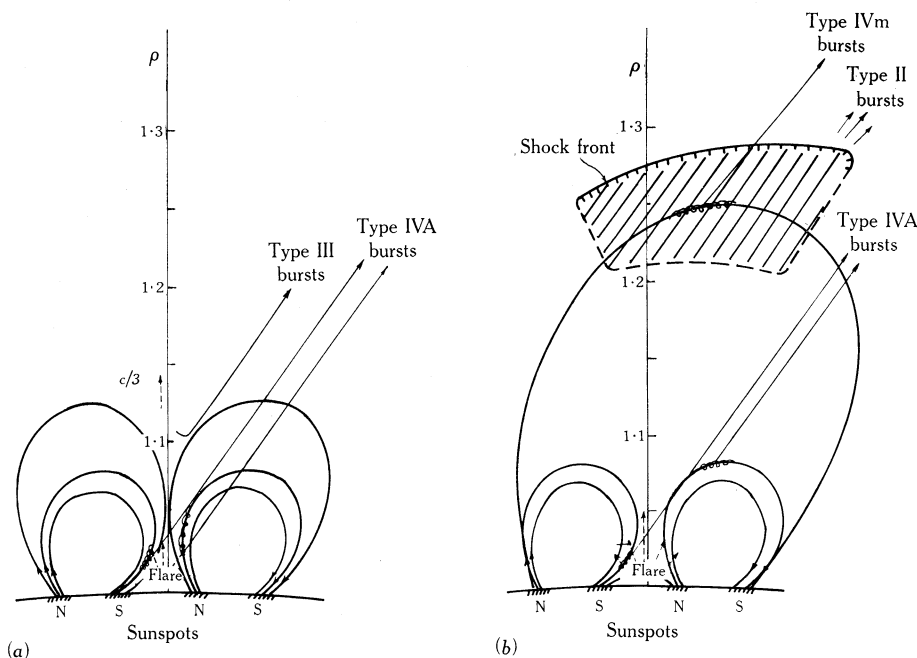 ρ
1·3
Type III
bursts
Type IVA
bursts
1·2
c/3
1·1
Flare
N
S
N
S
Sunspots
(a)
Type IVm
bursts
ρ
Type II
bursts
1·3
Shock front
Type IVA
bursts
1·2
1·1
Flare
N
S
N
S
Sunspots
(b)